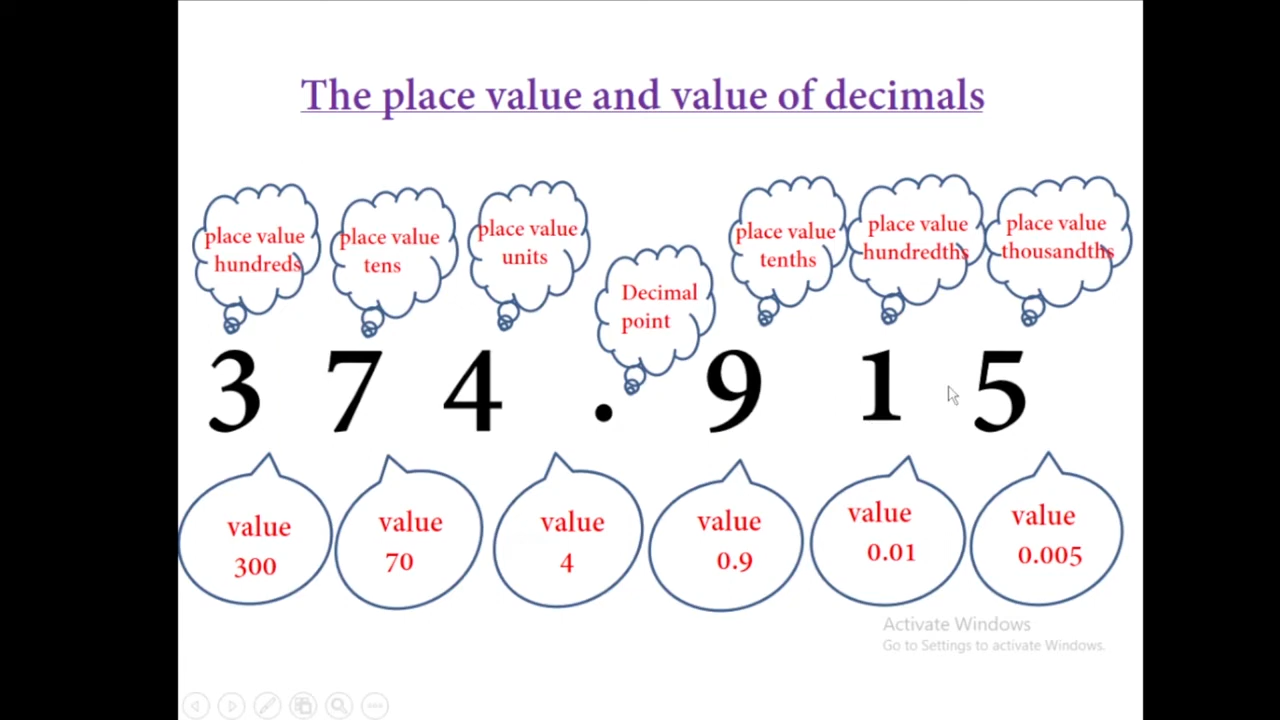 The place value and value of decimals
place value
hundreds
place value
tens
place value
units
Decimal
point
place value
tenths
place value
hundredths
place value
thousandths
3 7 4 . 9 1 5
value
300
value
70
value
4
value
0.9
value
0.01
value
0.005
Activate Windows
Go to Settings to activate Windows.